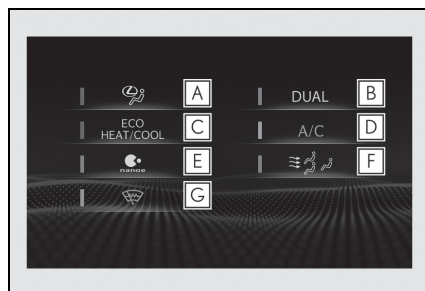 A
DUAL B
ECO
HEAT/COOL C
A/C D
nanoe E
F
G